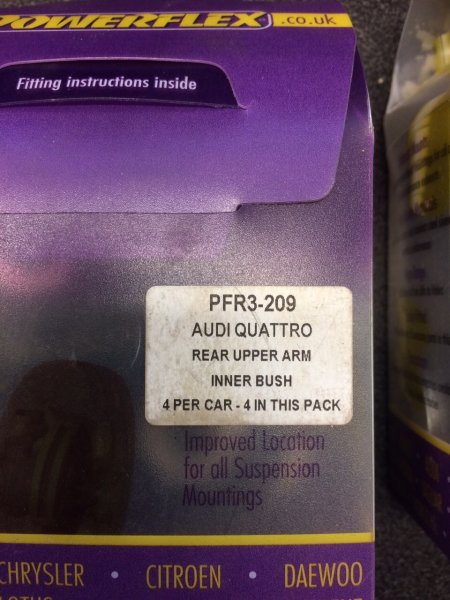 POWERFLEX .co.uk
Fitting instructions inside
PFR3-209
AUDI QUATTRO
REAR UPPER ARM
INNER BUSH
4 PER CAR - 4 IN THIS PACK
Improved Location
for all Suspension
Mountings
CHRYSLER • CITROEN • DAEWOO
LOTUS